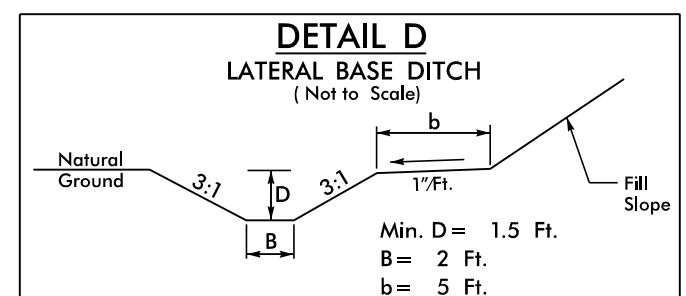 DETAIL D
LATERAL BASE DITCH
( Not to Scale)
b
Natural
Ground
3:1
D
3:1
1"/Ft.
Fill
Slope
B
Min. D = 1.5 Ft.
B = 2 Ft.
b = 5 Ft.